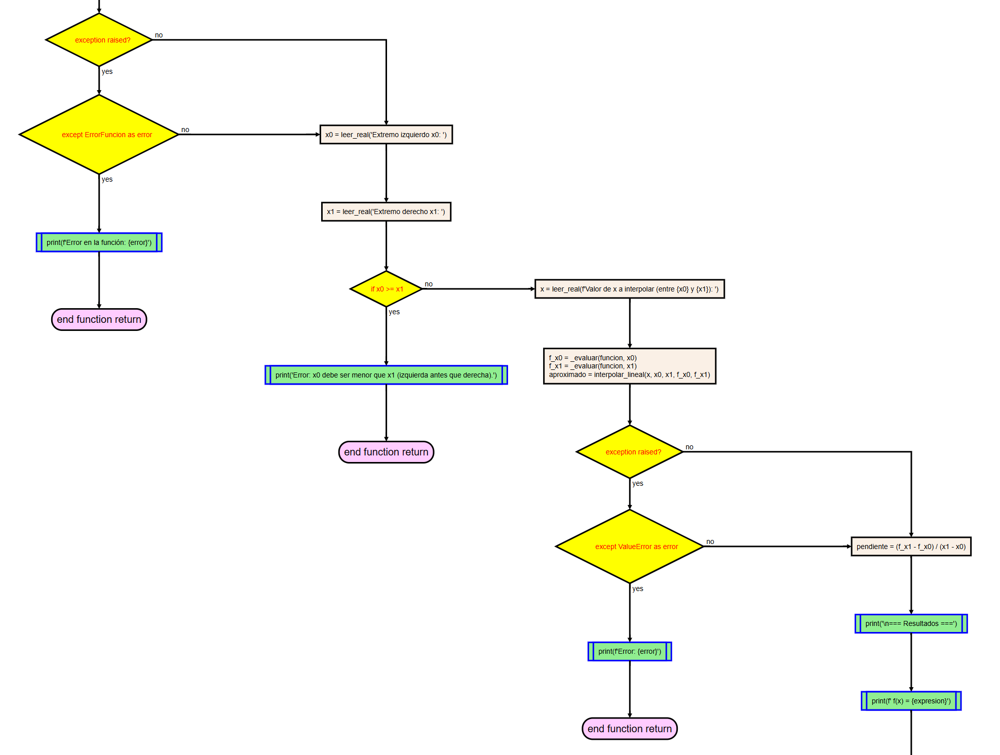 exception raised?
no
yes
except ErrorFuncion as error
no
yes
print(f'Error en la función: {error}')
end function return
x0 = leer_real('Extremo izquierdo x0: ')
x1 = leer_real('Extremo derecho x1: ')
if x0 >= x1
no
yes
print('Error: x0 debe ser menor que x1 (izquierda antes que derecha).')
end function return
x = leer_real(f'Valor de x a interpolar (entre {x0} y {x1}): ')
f_x0 = _evaluar(funcion, x0)
f_x1 = _evaluar(funcion, x1)
aproximado = interpolar_lineal(x, x0, x1, f_x0, f_x1)
exception raised?
no
yes
except ValueError as error
no
yes
print(f'Error: {error}')
end function return
pendiente = (f_x1 - f_x0) / (x1 - x0)
print('\n=== Resultados ===')
print(f' f(x) = {expresion}')